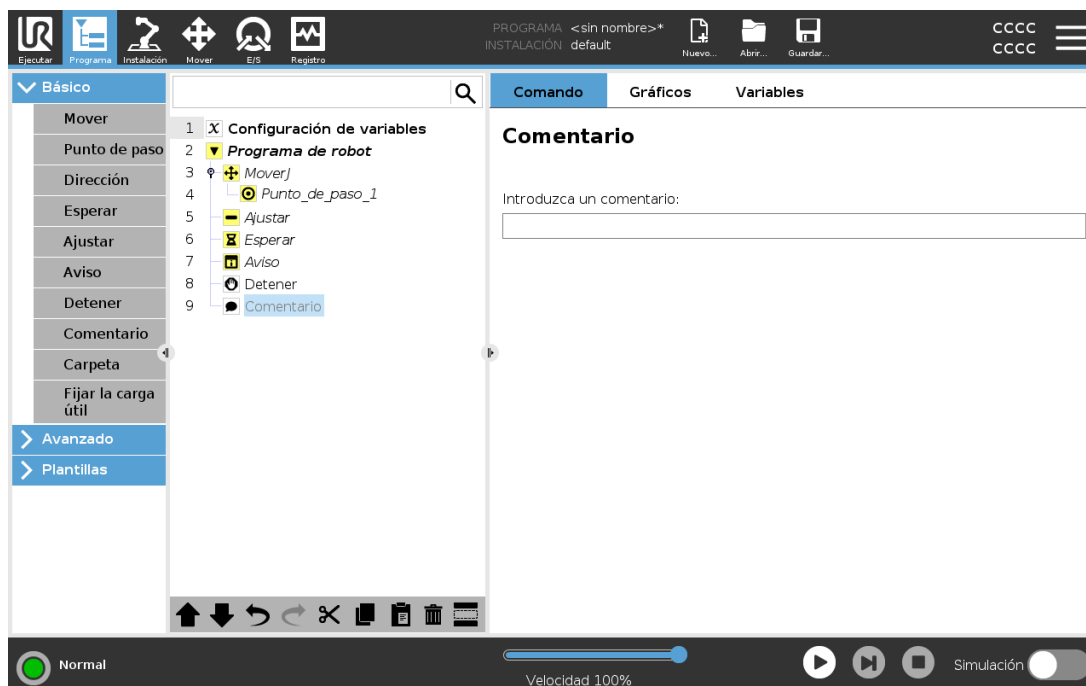 PROGRAMA <sin nombre>*
INSTALACIÓN default
CCCC
CCCC
Ejecutar Programa Instalación Mover E/S Registro Nuevo... Abrir... Guardar...
Básico
Mover
Punto de paso
Dirección
Esperar
Ajustar
Aviso
Detener
Comentario
Carpeta
Fijar la carga
útil
Avanzado
Plantillas
1 X Configuración de variables
2 Programa de robot
3 MoverJ
4 Punto_de_paso_1
5 Ajustar
6 Esperar
7 Aviso
8 Detener
9 Comentario
Comando Gráficos Variables
Comentario
Introduzca un comentario:
Normal
Velocidad 100%
Simulación